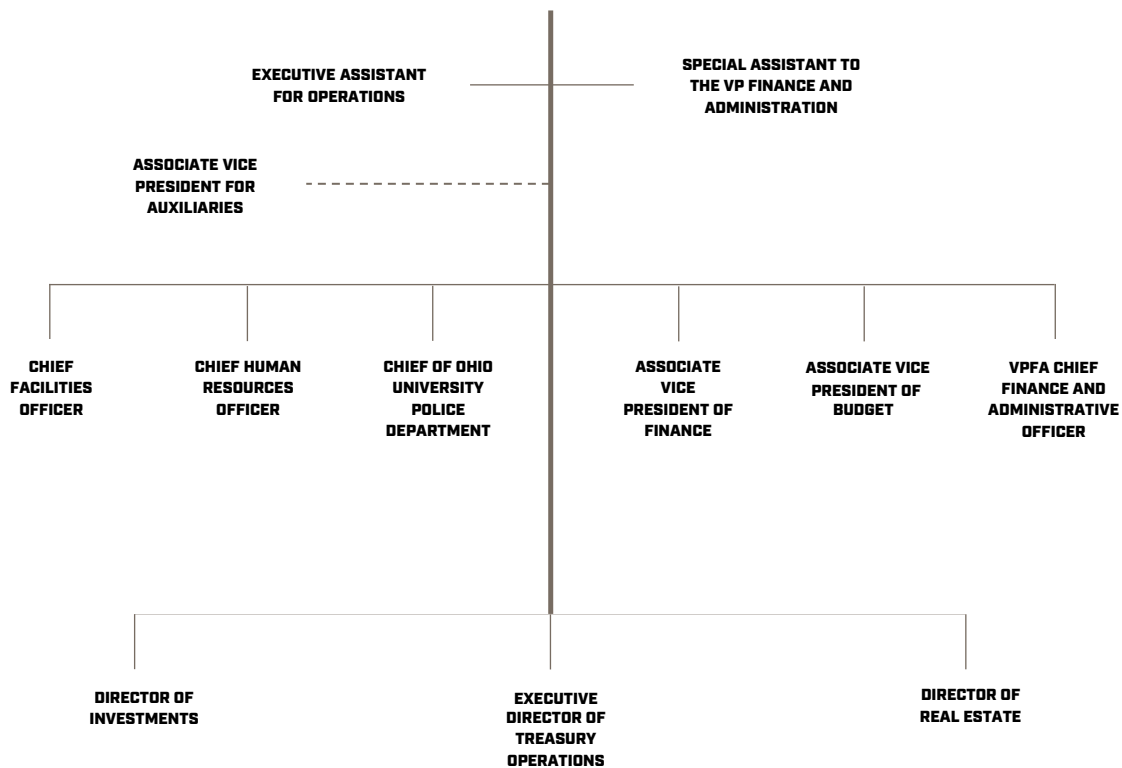 EXECUTIVE ASSISTANT
FOR OPERATIONS
SPECIAL ASSISTANT TO
THE VP FINANCE AND
ADMINISTRATION
ASSOCIATE VICE
PRESIDENT FOR
AUXILIARIES
CHIEF
FACILITIES
OFFICER
CHIEF HUMAN
RESOURCES
OFFICER
CHIEF OF OHIO
UNIVERSITY
POLICE
DEPARTMENT
ASSOCIATE
VICE
PRESIDENT OF
FINANCE
ASSOCIATE VICE
PRESIDENT OF
BUDGET
VPFA CHIEF
FINANCE AND
ADMINISTRATIVE
OFFICER
DIRECTOR OF
INVESTMENTS
EXECUTIVE
DIRECTOR OF
TREASURY
OPERATIONS
DIRECTOR OF
REAL ESTATE